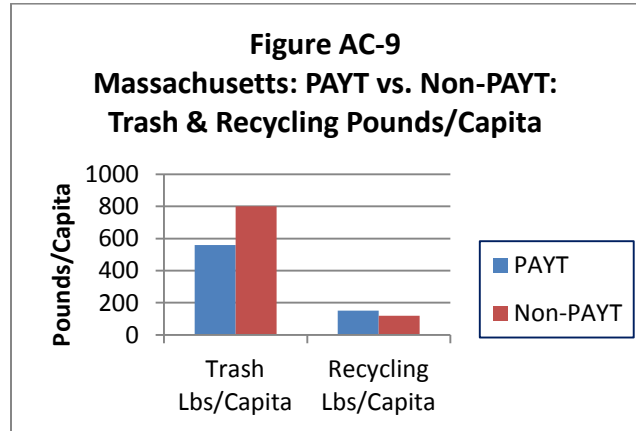 Figure AC-9
Massachusetts: PAYT vs. Non-PAYT:
Trash & Recycling Pounds/Capita
Pounds/Capita
1000
800
600
400
200
0
Trash
Lbs/Capita
Recycling
Lbs/Capita
PAYT
Non-PAYT